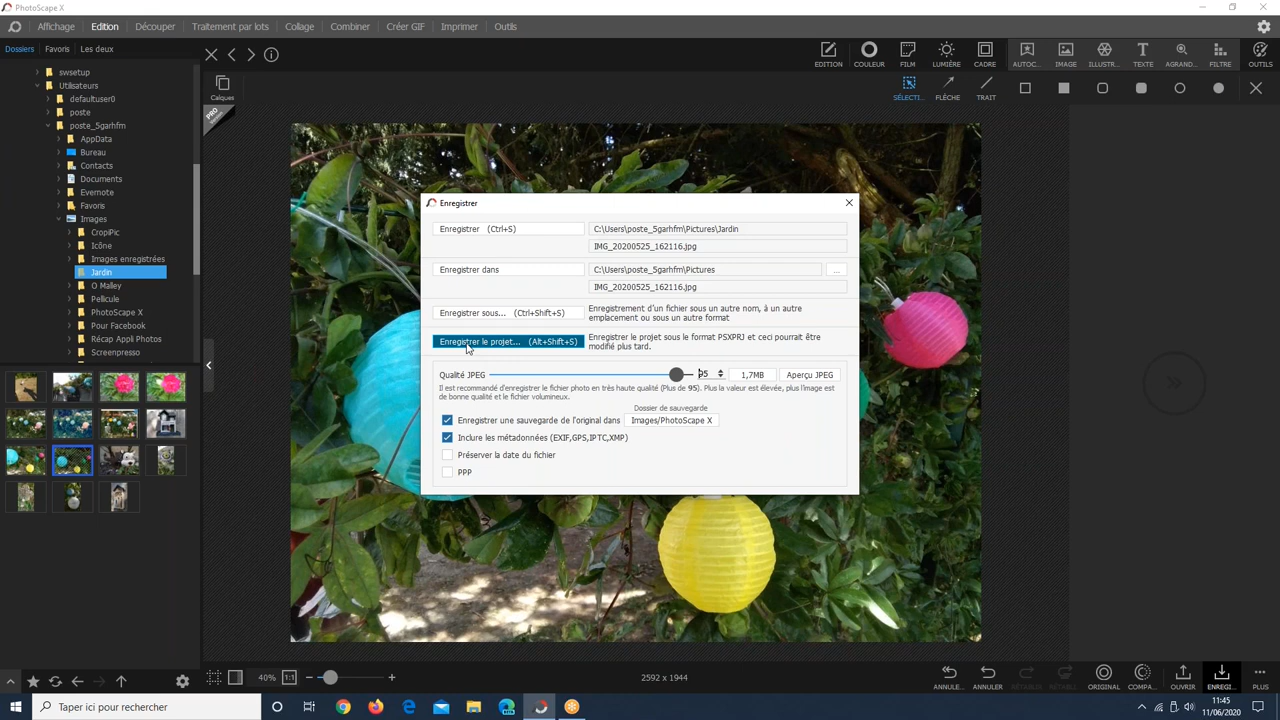 PhotoScape X
Affichage Edition Découper Traitement par lots Collage Combiner Créer GIF Imprimer Outils
Dossiers Favoris Les deux
EDITION COULEUR FILM LUMIÈRE CADRE AUTOC... IMAGE ILLUSTR... TEXTE AGRAND... FILTRE OUTILS
Calques
SÉLECTI... FLÉCHE TRAIT
PRO
swsetup
Utilisateurs
defaultuser0
poste
poste_5garhfm
AppData
Bureau
Contacts
Documents
Evernote
Favoris
Images
CropiPic
Icône
Images enregistrées
Jardin
O Malley
Pellicule
PhotoScape X
Pour Facebook
Récap Appli Photos
Screenpresso
Enregistrer
Enregistrer (Ctrl+S) C:\Users\poste_5garhfm\Pictures\Jardin
IMG_20200525_162116.jpg
Enregistrer dans C:\Users\poste_5garhfm\Pictures ...
IMG_20200525_162116.jpg
Enregistrer sous... (Ctrl+Shift+S) Enregistrement d'un fichier sous un autre nom, à un autre
emplacement ou sous un autre format
Enregistrer le projet... (Alt+Shift+S) Enregistrer le projet sous le format PSXPRJ et ceci pourrait être
modifié plus tard.
Qualité JPEG 95 1,7MB Aperçu JPEG
Il est recommandé d'enregistrer le fichier photo en très haute qualité (Plus de 95). Plus la valeur est élevée, plus l'image est
de bonne qualité et le fichier volumineux.
Dossier de sauvegarde
Enregistrer une sauvegarde de l'original dans Images/PhotoScape X
Inclure les métadonnées (EXIF,GPS,IPTC,XMP)
Préserver la date du fichier
PPP
40% 1:1 2592 x 1944
ANNULE... ANNULER RÉTABLIR RÉTABL... ORIGINAL COMPA... OUVRIR ENREGI... PLUS
Taper ici pour rechercher
11:45
11/06/2020